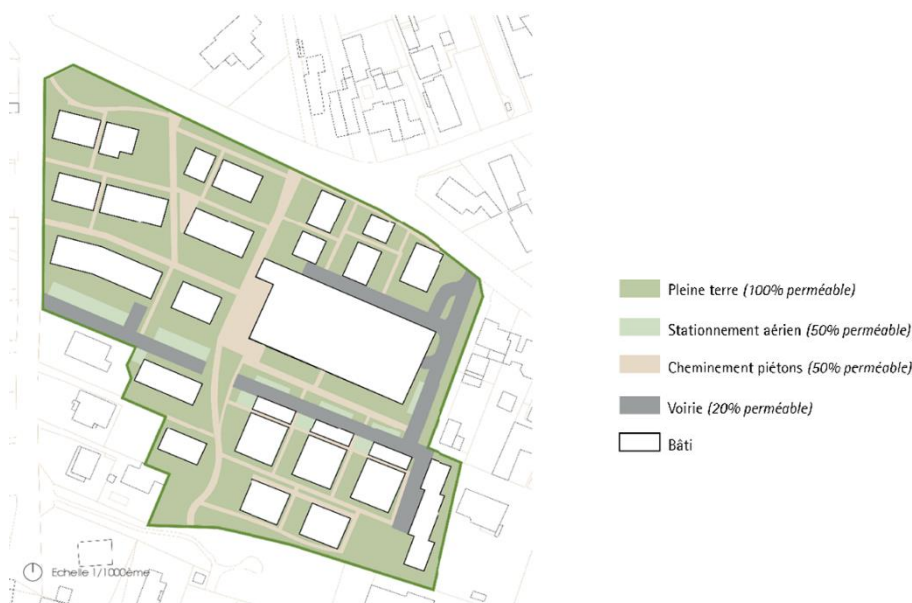 Pleine terre (100% perméable)
Stationnement aérien (50% perméable)
Cheminement piétons (50% perméable)
Voirie (20% perméable)
Bâti
Echelle 1/1000ème